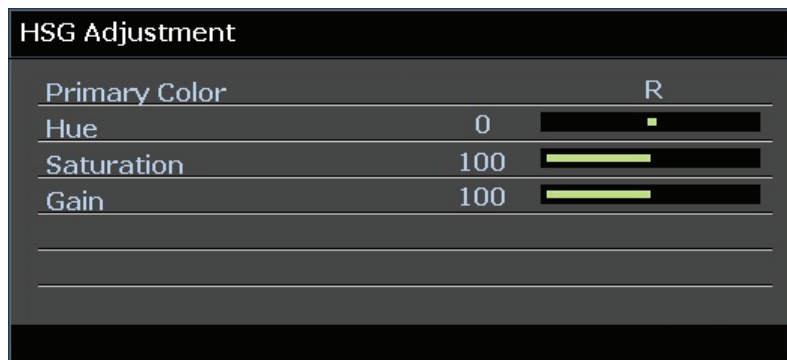 HSG Adjustment
Primary Color R
Hue 0
Saturation 100
Gain 100